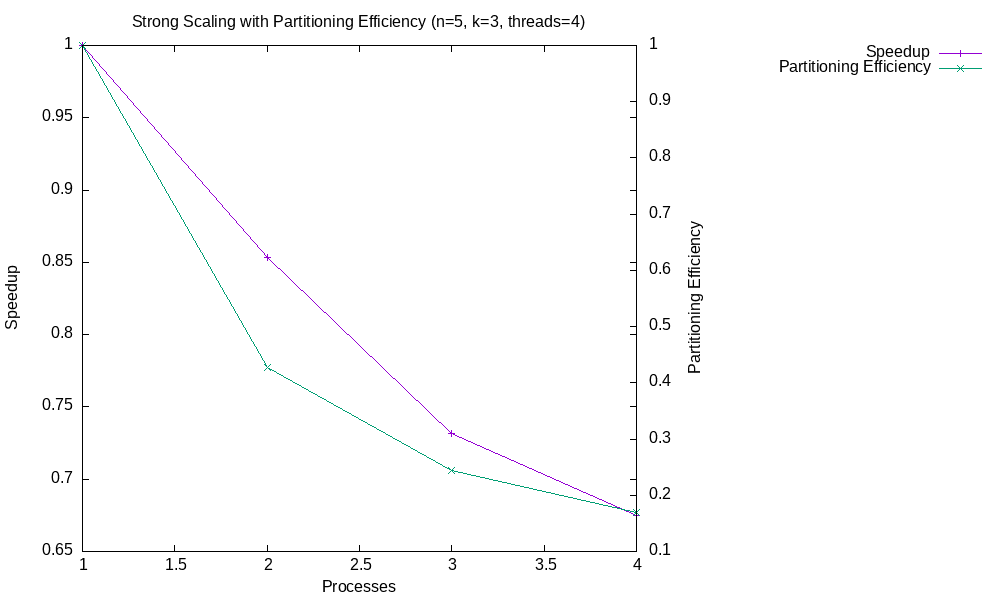 Strong Scaling with Partitioning Efficiency (n=5, k=3, threads=4)
Speedup
Partitioning Efficiency
1
0.95
0.9
0.85
0.8
0.75
0.7
0.65
Speedup
1
0.9
0.8
0.7
0.6
0.5
0.4
0.3
0.2
0.1
Partitioning Efficiency
1 1.5 2 2.5 3 3.5 4
Processes